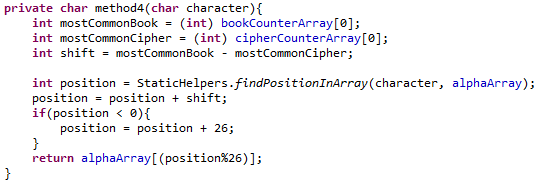 private char method4(char character){
    int mostCommonBook = (int) bookCounterArray[0];
    int mostCommonCipher = (int) cipherCounterArray[0];
    int shift = mostCommonBook - mostCommonCipher;

    int position = StaticHelpers.findPositionInArray(character, alphaArray);
    position = position + shift;
    if(position < 0){
        position = position + 26;
    }
    return alphaArray[(position%26)];
}